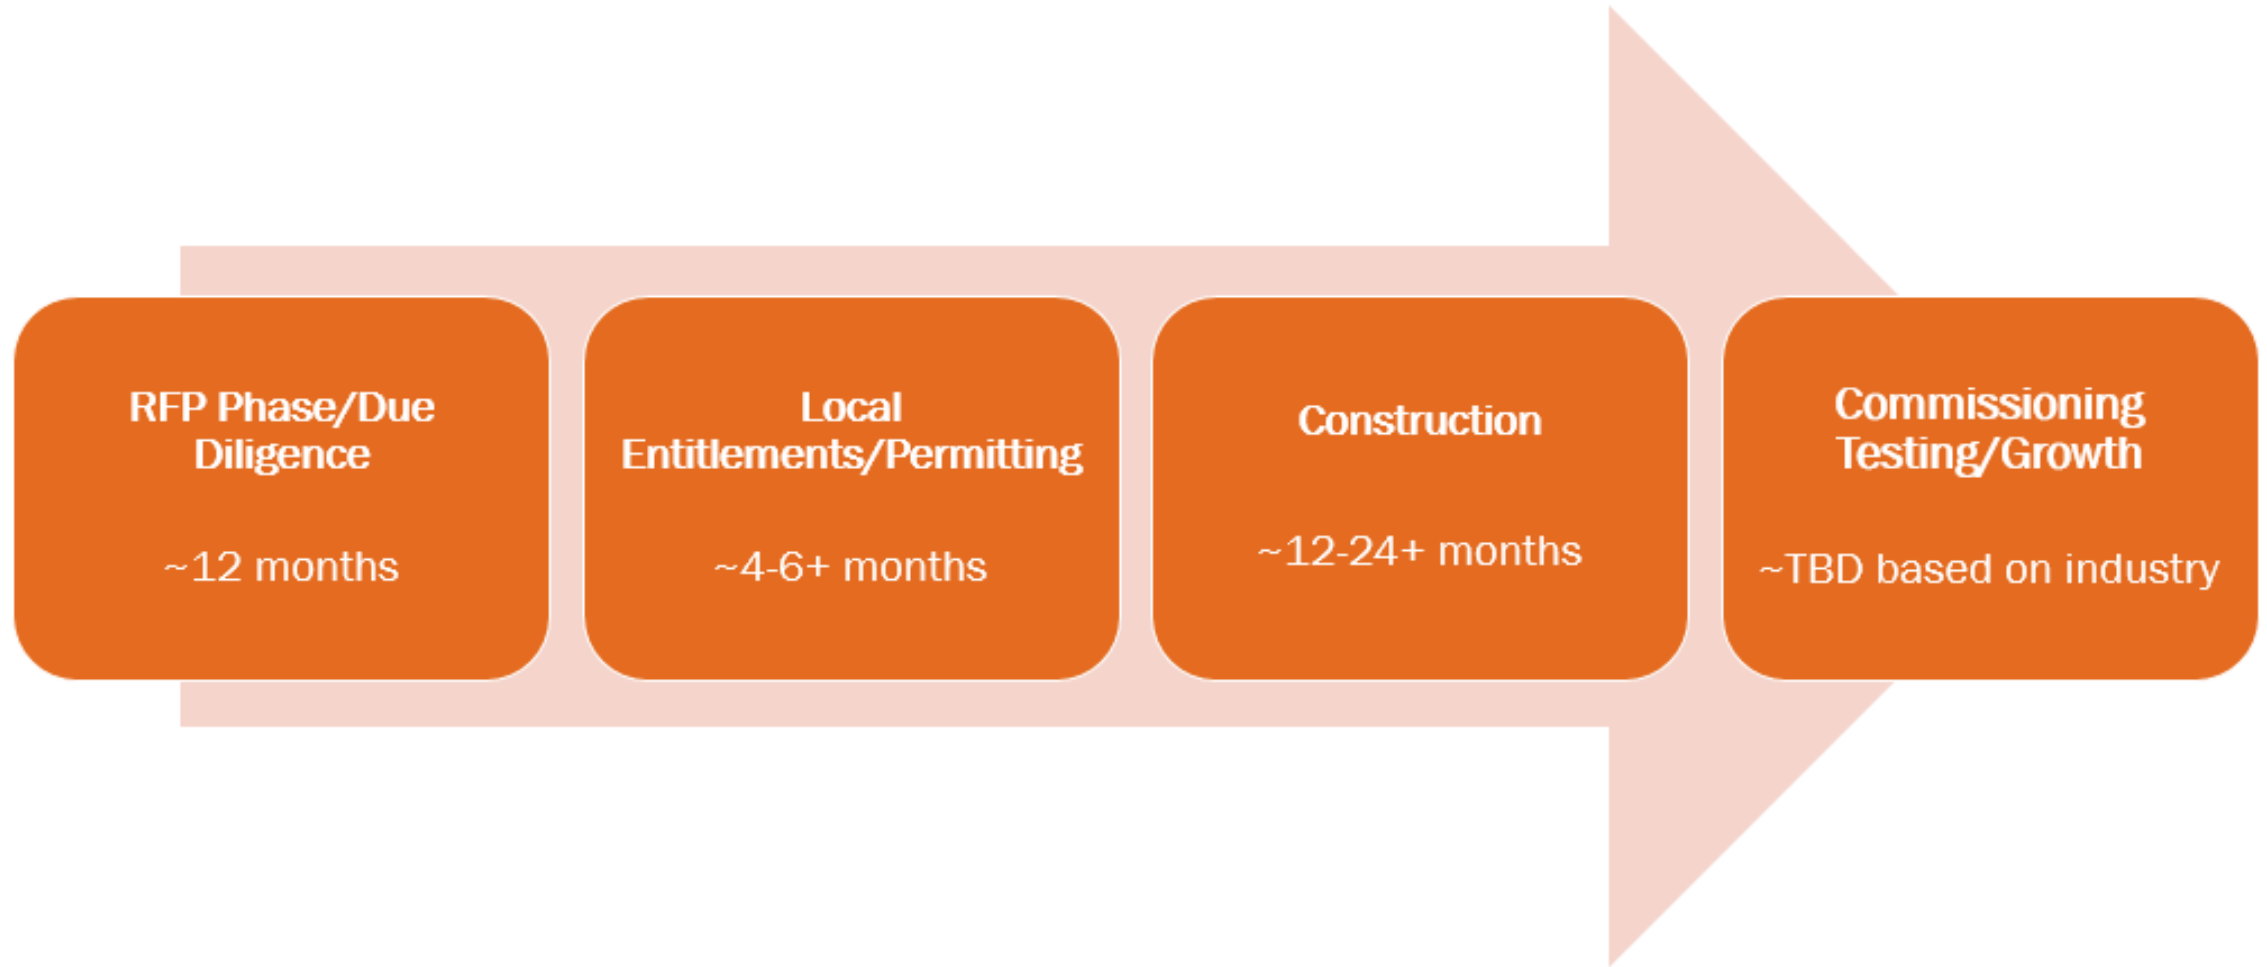 RFP Phase/Due
Diligence
~12 months
Local
Entitlements/Permitting
~4-6+ months
Construction
~12-24+ months
Commissioning
Testing/Growth
~TBD based on industry